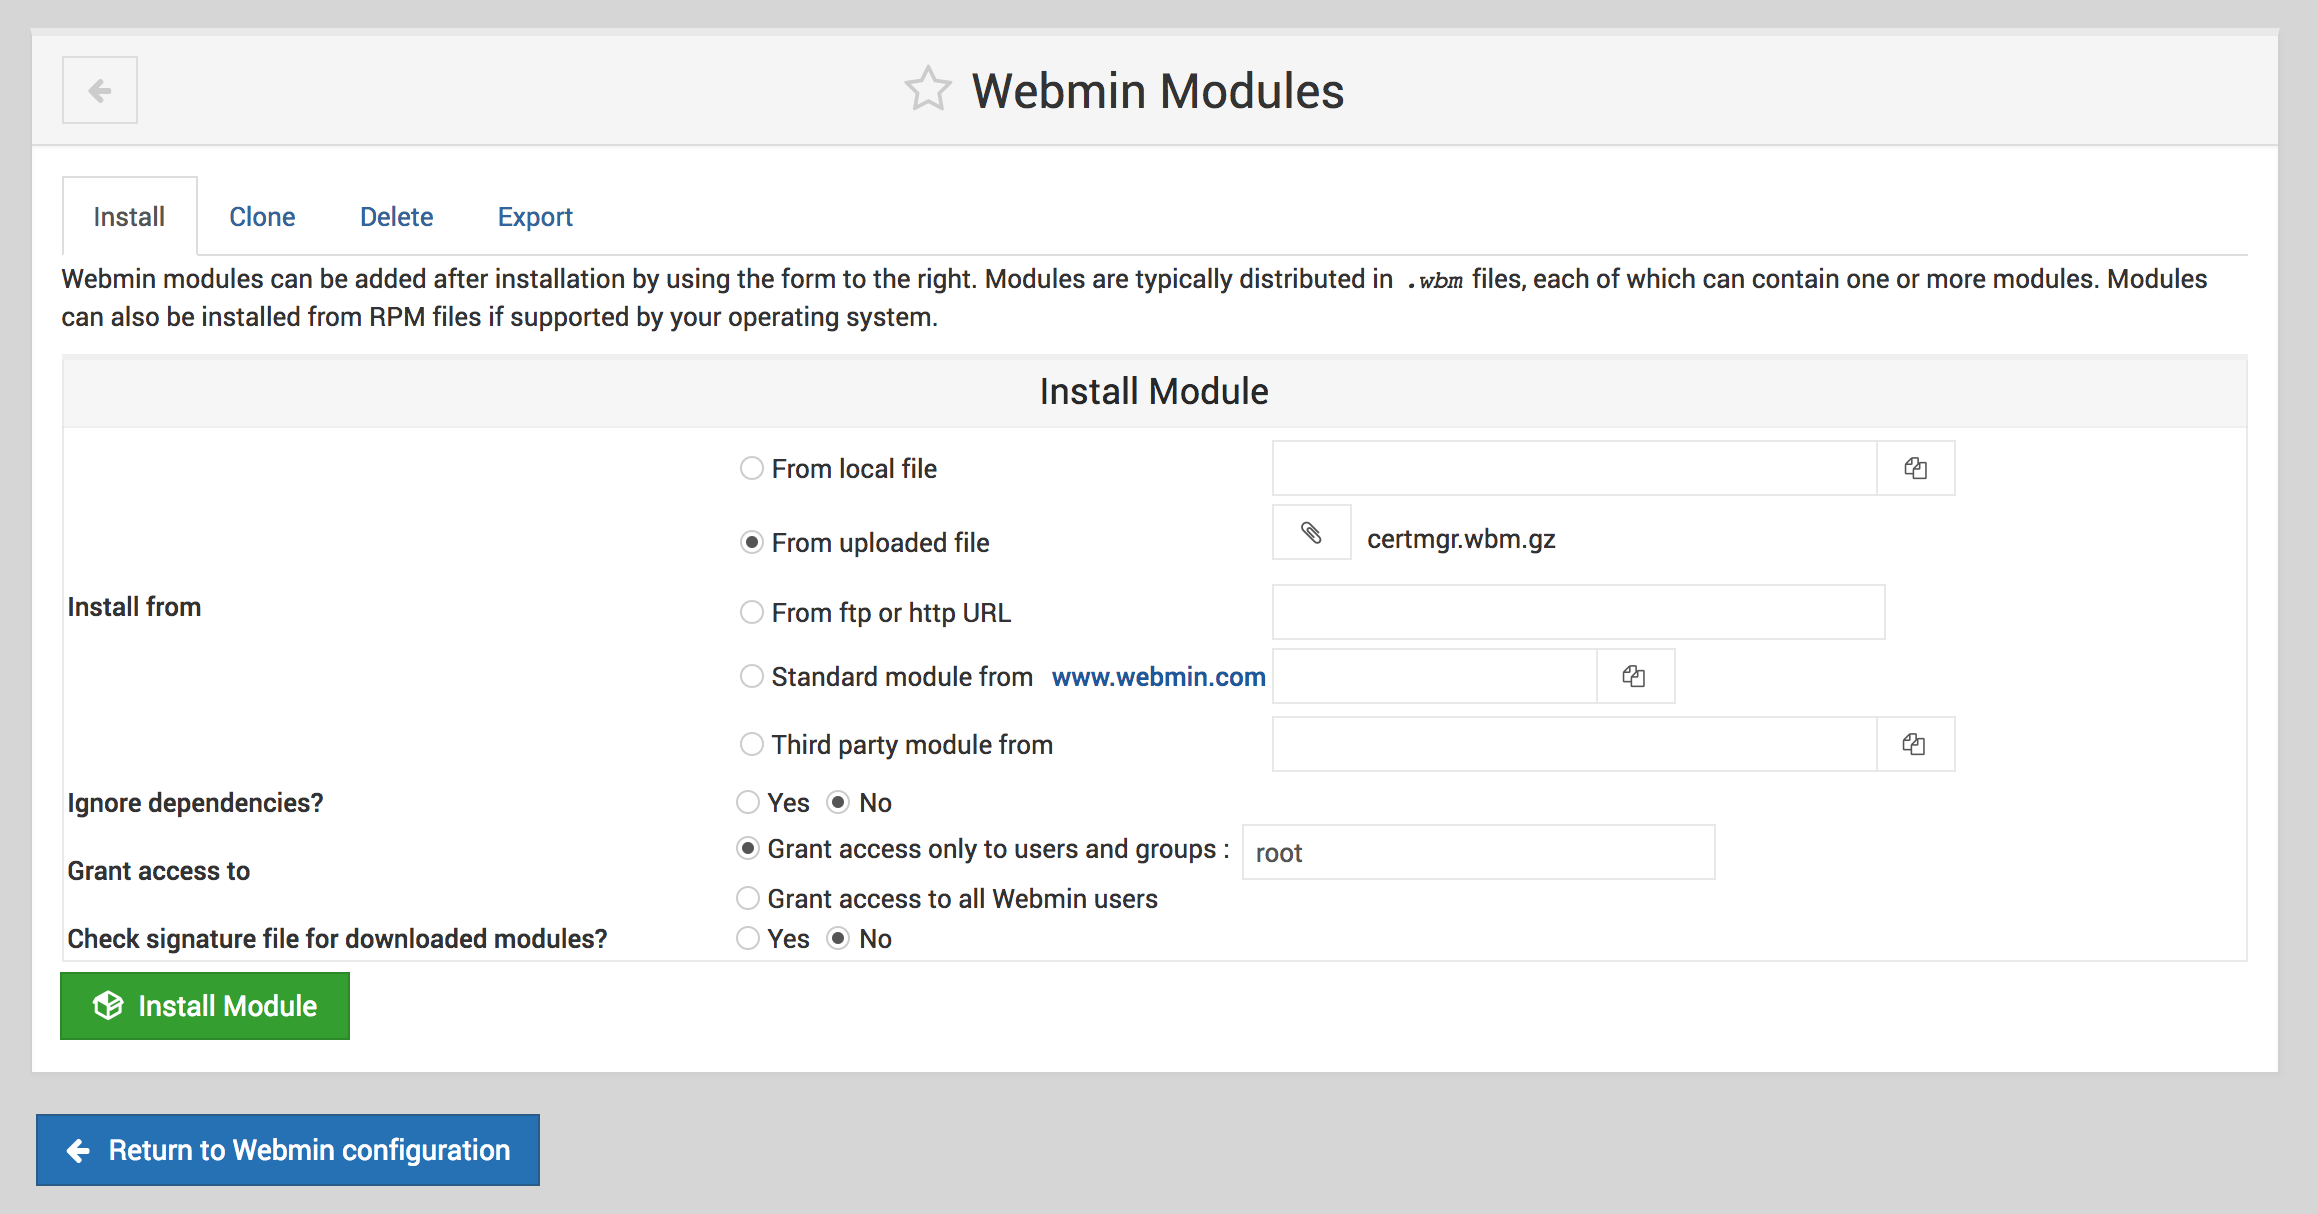 Webmin Modules
Install Clone Delete Export
Webmin modules can be added after installation by using the form to the right. Modules are typically distributed in .wbm files, each of which can contain one or more modules. Modules
can also be installed from RPM files if supported by your operating system.
Install Module
From local file
From uploaded file certmgr.wbm.gz
Install from
From ftp or http URL
Standard module from www.webmin.com
Third party module from
Ignore dependencies? Yes No
Grant access only to users and groups : root
Grant access to
Grant access to all Webmin users
Check signature file for downloaded modules? Yes No
Install Module
Return to Webmin configuration